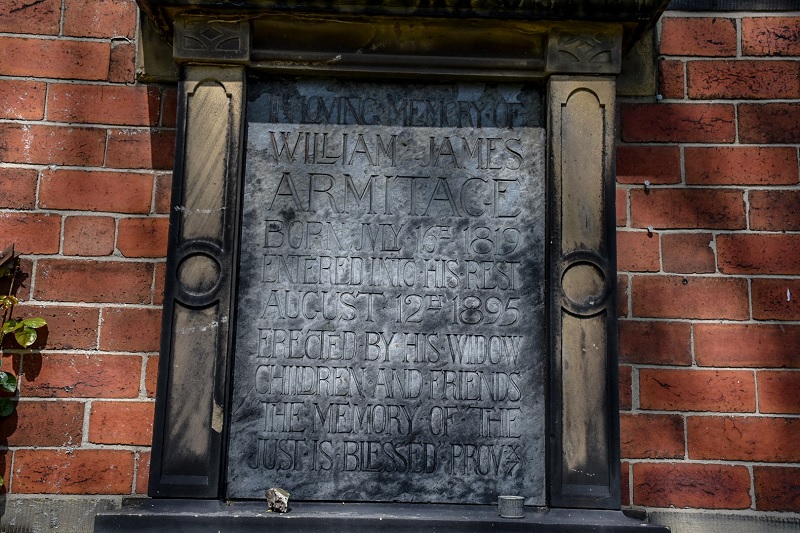 IN LOVING MEMORY OF
WILLIAM JAMES
ARMITAGE
BORN JVLY 16TH 1819
ENTERED INTO HIS REST
AUGUST 12TH 1895
ERECTED BY HIS WIDOW
CHILDREN AND FRIENDS
THE MEMORY OF THE
JUST IS BLESSED PROV X 7